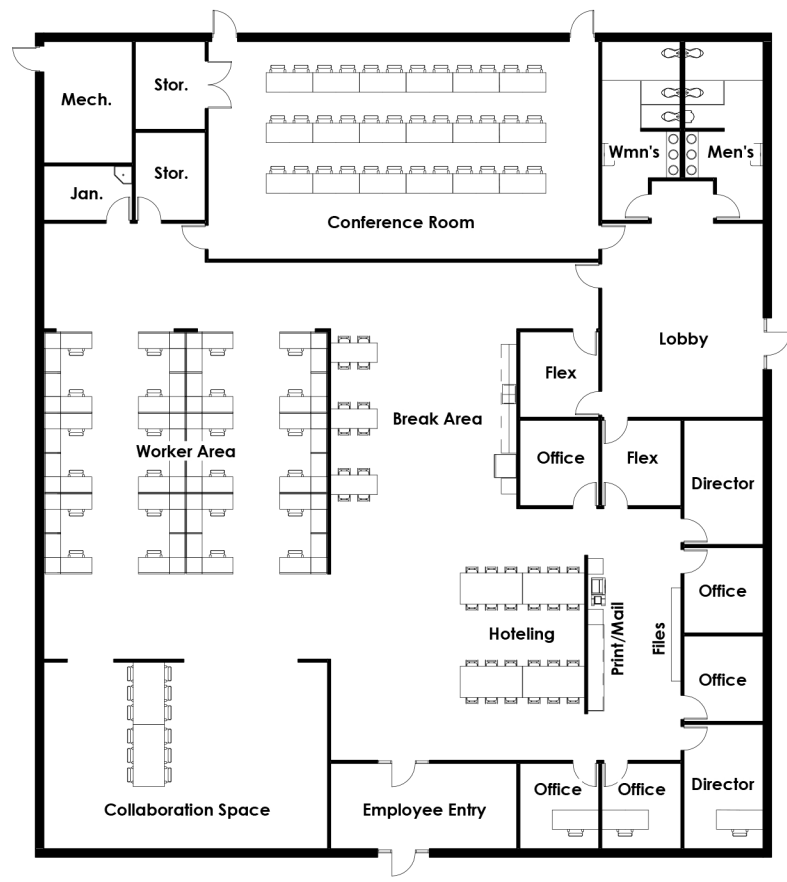 Mech.
Stor.
Stor.
Jan.
Wmn's
Men's
Conference Room
Lobby
Flex
Break Area
Worker Area
Office
Flex
Director
Office
Hoteling
Print/Mail
Files
Office
Director
Office
Office
Collaboration Space
Employee Entry